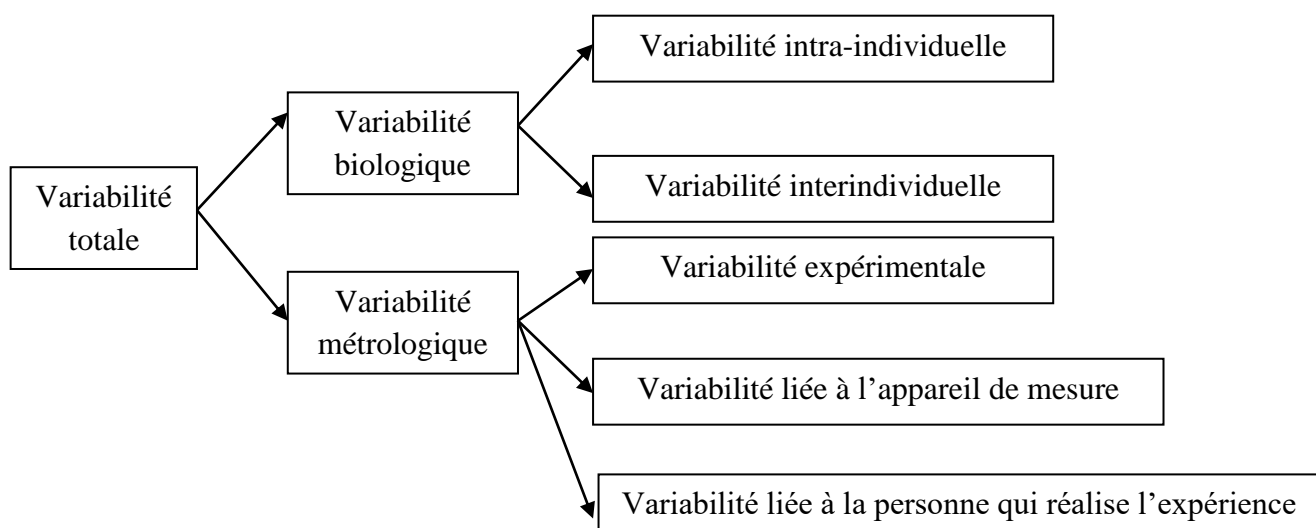 Variabilité
totale
Variabilité
biologique
Variabilité
métrologique
Variabilité intra-individuelle
Variabilité interindividuelle
Variabilité expérimentale
Variabilité liée à l’appareil de mesure
Variabilité liée à la personne qui réalise l’expérience